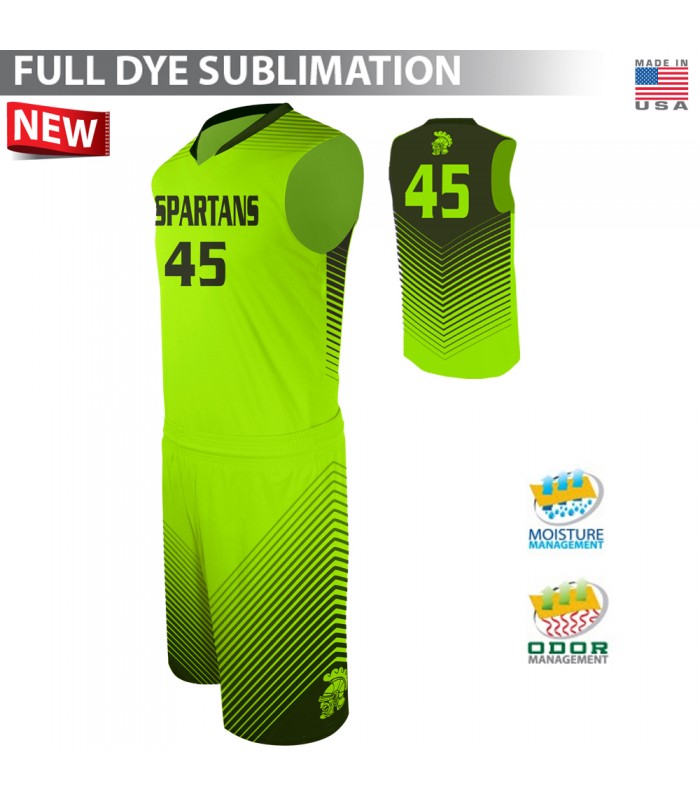 FULL DYE SUBLIMATION
MADE IN
USA
NEW
45
SPARTANS
45
MOISTURE
MANAGEMENT
ODOR
MANAGEMENT